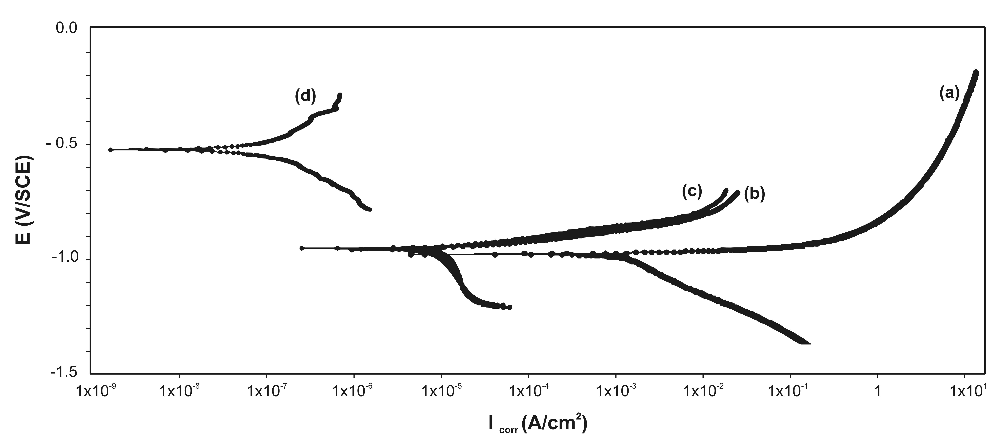 0.0
(d)
(a)
- 0.5
(c)
(b)
E (V/SCE)
-1.0
-1.5
1x10⁻⁹ 1x10⁻⁸ 1x10⁻⁷ 1x10⁻⁶ 1x10⁻⁵ 1x10⁻⁴ 1x10⁻³ 1x10⁻² 1x10⁻¹ 1 1x10¹
I corr (A/cm²)